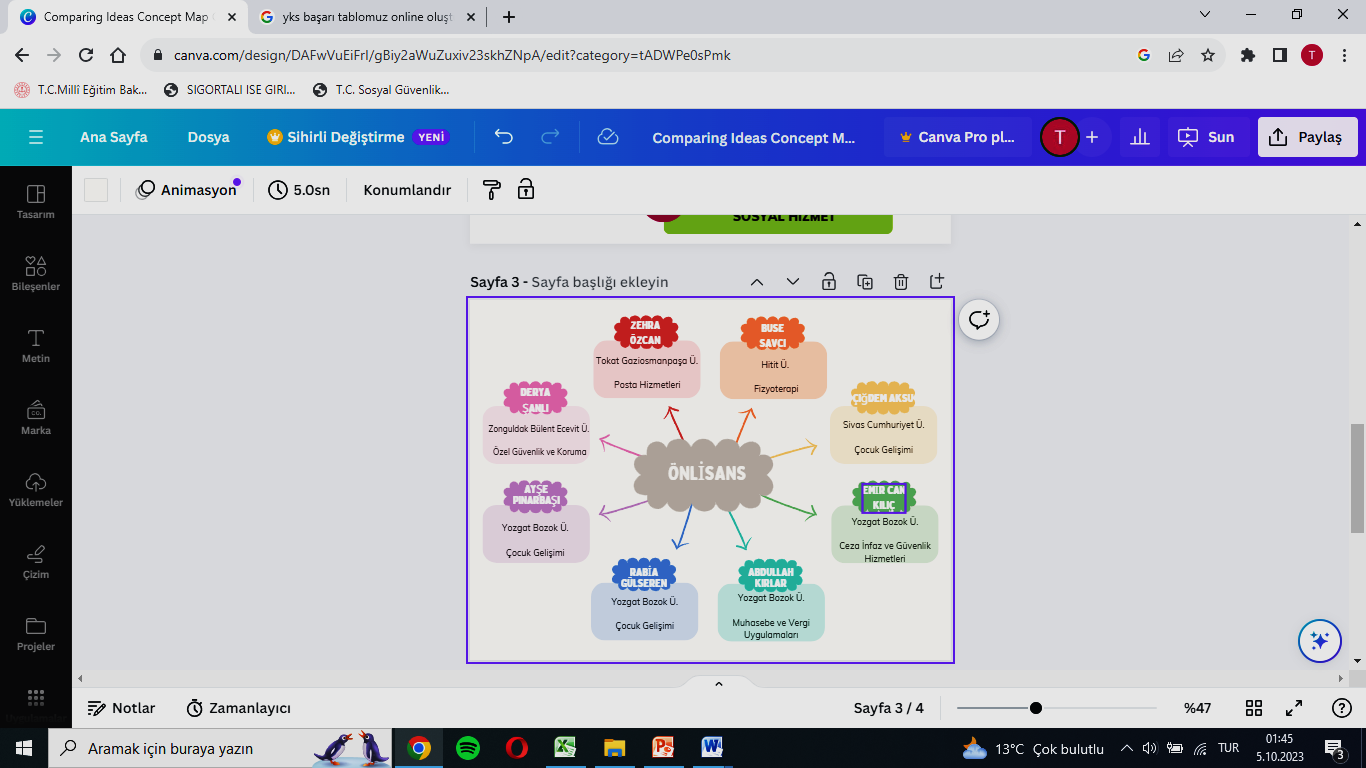 Comparing Ideas Concept Map
yks başarı tablomuz online oluşt
canva.com/design/DAFwVuEiFrI/gBiy2aWuZuxiv23skhZNpA/edit?category=tADWPe0sPmk
T
T.C.Millî Eğitim Bak...
SIGORTALI ISE GIRI...
T.C. Sosyal Güvenlik...
Ana Sayfa
Dosya
Sihirli Değiştirme YENİ
Comparing Ideas Concept M...
Canva Pro pl...
T
Sun
Paylaş
Animasyon
5.0sn
Konumlandır
Tasarım
Bileşenler
Metin
CO.
Marka
Yüklemeler
Çizim
Projeler
SOSYAL HİZMET
Sayfa 3 - Sayfa başlığı ekleyin
ZEHRA
ÖZCAN
Tokat Gaziosmanpaşa Ü.
Posta Hizmetleri
BUSE
SAVCI
Hitit Ü.
Fizyoterapi
DERYA
ŞANLI
Zonguldak Bülent Ecevit Ü.
Özel Güvenlik ve Koruma
ÇİĞDEM AKSU
Sivas Cumhuriyet Ü.
Çocuk Gelişimi
ÖNLİSANS
AYŞE
PINARBAŞI
Yozgat Bozok Ü.
Çocuk Gelişimi
EMİR CAN
KILIÇ
Yozgat Bozok Ü.
Ceza İnfaz ve Güvenlik
Hizmetleri
RABİA
GÜLSEREN
Yozgat Bozok Ü.
Çocuk Gelişimi
ABDULLAH
KIRLAR
Yozgat Bozok Ü.
Muhasebe ve Vergi
Uygulamaları
Notlar
Zamanlayıcı
Sayfa 3 / 4
%47
Aramak için buraya yazın
13°C Çok bulutlu
TUR
01:45
5.10.2023
3